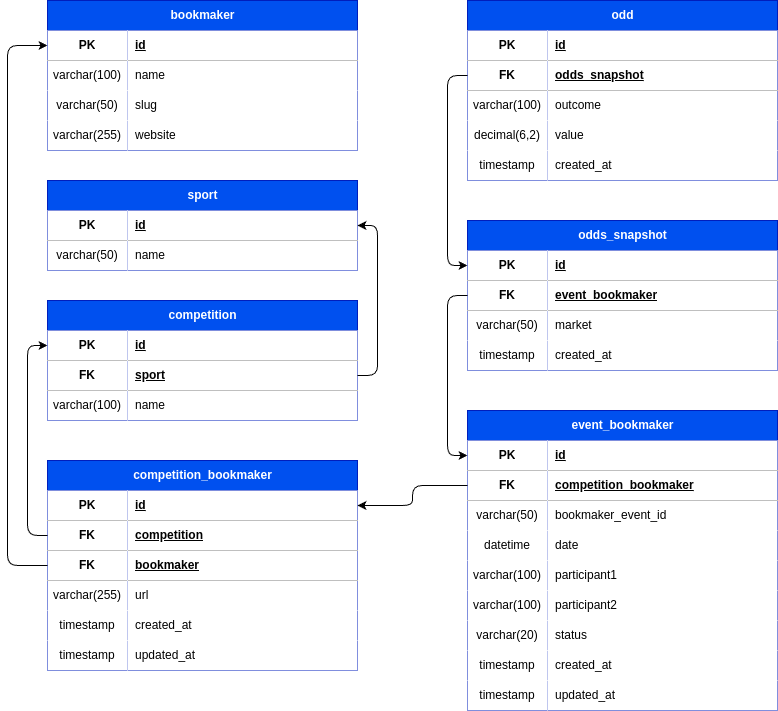 bookmaker
PK id
varchar(100) name
varchar(50) slug
varchar(255) website
sport
PK id
varchar(50) name
competition
PK id
FK sport
varchar(100) name
competition_bookmaker
PK id
FK competition
FK bookmaker
varchar(255) url
timestamp created_at
timestamp updated_at
odd
PK id
FK odds_snapshot
varchar(100) outcome
decimal(6,2) value
timestamp created_at
odds_snapshot
PK id
FK event_bookmaker
varchar(50) market
timestamp created_at
event_bookmaker
PK id
FK competition_bookmaker
varchar(50) bookmaker_event_id
datetime date
varchar(100) participant1
varchar(100) participant2
varchar(20) status
timestamp created_at
timestamp updated_at